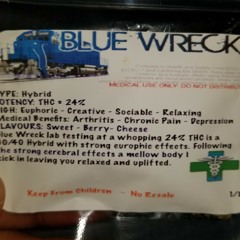 BLUE WRECK
MEDICAL USE ONLY. DO NOT DISTRIBUTE
YPE: Hybrid
OTENCY: THC = 24%
HIGH: Euphoric - Creative - Sociable - Relaxing
Medical Benefits: Arthritis - Chronic Pain - Depression
FLAVOURS: Sweet - Berry - Cheese
Blue Wreck lab testing at a whopping 24% THC is a
60/40 Hybrid with strong europhic effects. Following
the strong cerebral effects a mellow body
kick in leaving you relaxed and uplifted.
Keep From Children - No Resale